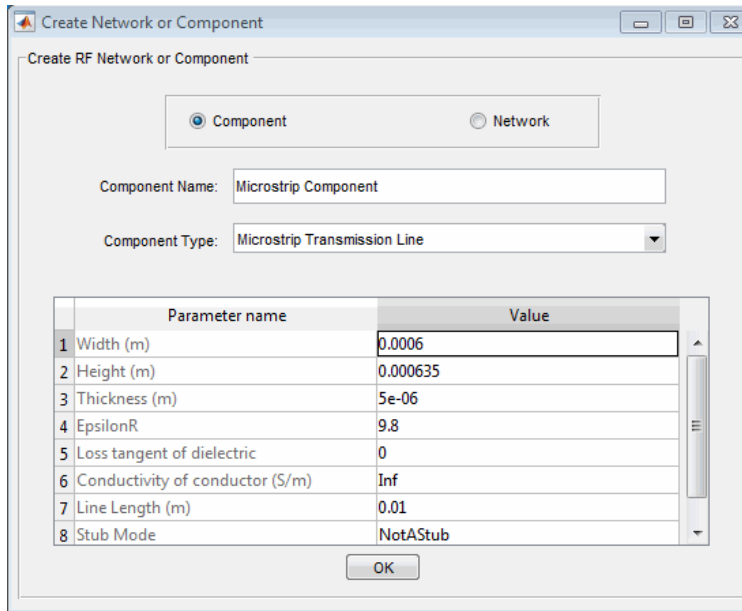 Create Network or Component
Create RF Network or Component
Component Network
Component Name: Microstrip Component
Component Type: Microstrip Transmission Line
Parameter name Value
1 Width (m) 0.0006
2 Height (m) 0.000635
3 Thickness (m) 5e-06
4 EpsilonR 9.8
5 Loss tangent of dielectric 0
6 Conductivity of conductor (S/m) Inf
7 Line Length (m) 0.01
8 Stub Mode NotAStub
OK